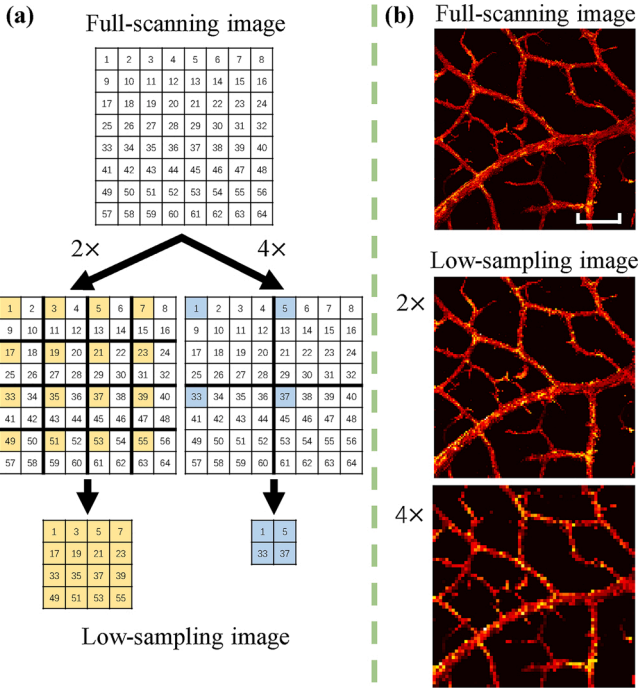 (a)
Full-scanning image
1 2 3 4 5 6 7 8
9 10 11 12 13 14 15 16
17 18 19 20 21 22 23 24
25 26 27 28 29 30 31 32
33 34 35 36 37 38 39 40
41 42 43 44 45 46 47 48
49 50 51 52 53 54 55 56
57 58 59 60 61 62 63 64
2×
4×
1 2 3 4 5 6 7 8
9 10 11 12 13 14 15 16
17 18 19 20 21 22 23 24
25 26 27 28 29 30 31 32
33 34 35 36 37 38 39 40
41 42 43 44 45 46 47 48
49 50 51 52 53 54 55 56
57 58 59 60 61 62 63 64
1 2 3 4 5 6 7 8
9 10 11 12 13 14 15 16
17 18 19 20 21 22 23 24
25 26 27 28 29 30 31 32
33 34 35 36 37 38 39 40
41 42 43 44 45 46 47 48
49 50 51 52 53 54 55 56
57 58 59 60 61 62 63 64
1 3 5 7
17 19 21 23
33 35 37 39
49 51 53 55
1 5
33 37
Low-sampling image
(b)
Full-scanning image
Low-sampling image
2×
4×